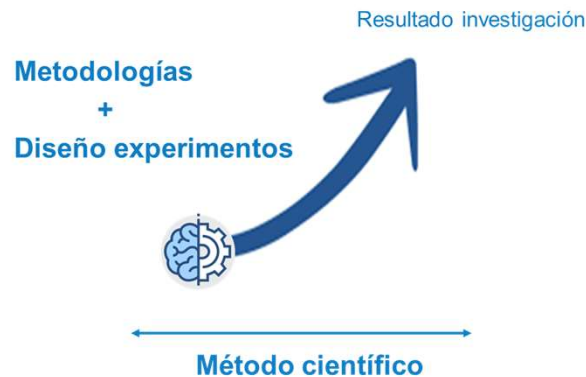 Resultado investigación
Metodologías
+
Diseño experimentos
Método científico